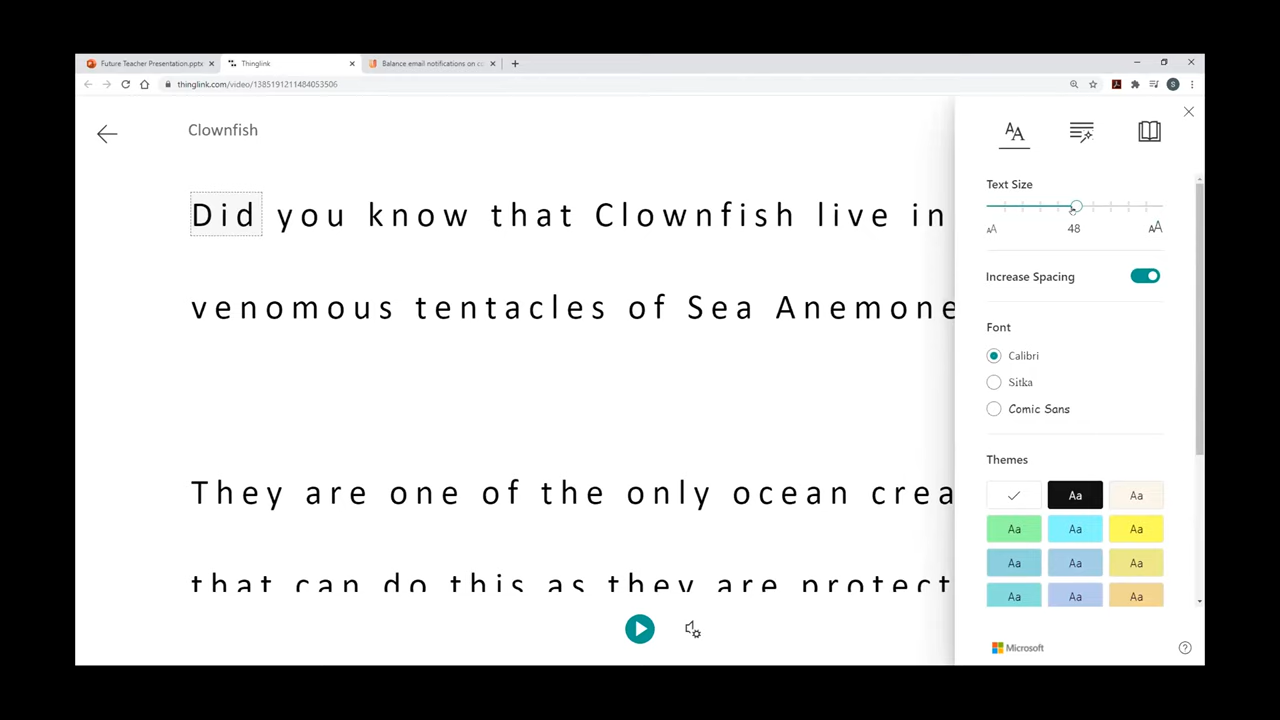 Future Teacher Presentation.pptx
Thinglink
Balance email notifications on
thinglink.com/video/1385191211484053506
Clownfish
Did you know that Clownfish live in
venomous tentacles of Sea Anemone
They are one of the only ocean crea
that can do this as they are protect
Text Size
AA
48
AA
Increase Spacing
Font
Calibri
Sitka
Comic Sans
Themes
Aa Aa
Aa Aa Aa
Aa Aa Aa
Aa Aa Aa
Microsoft